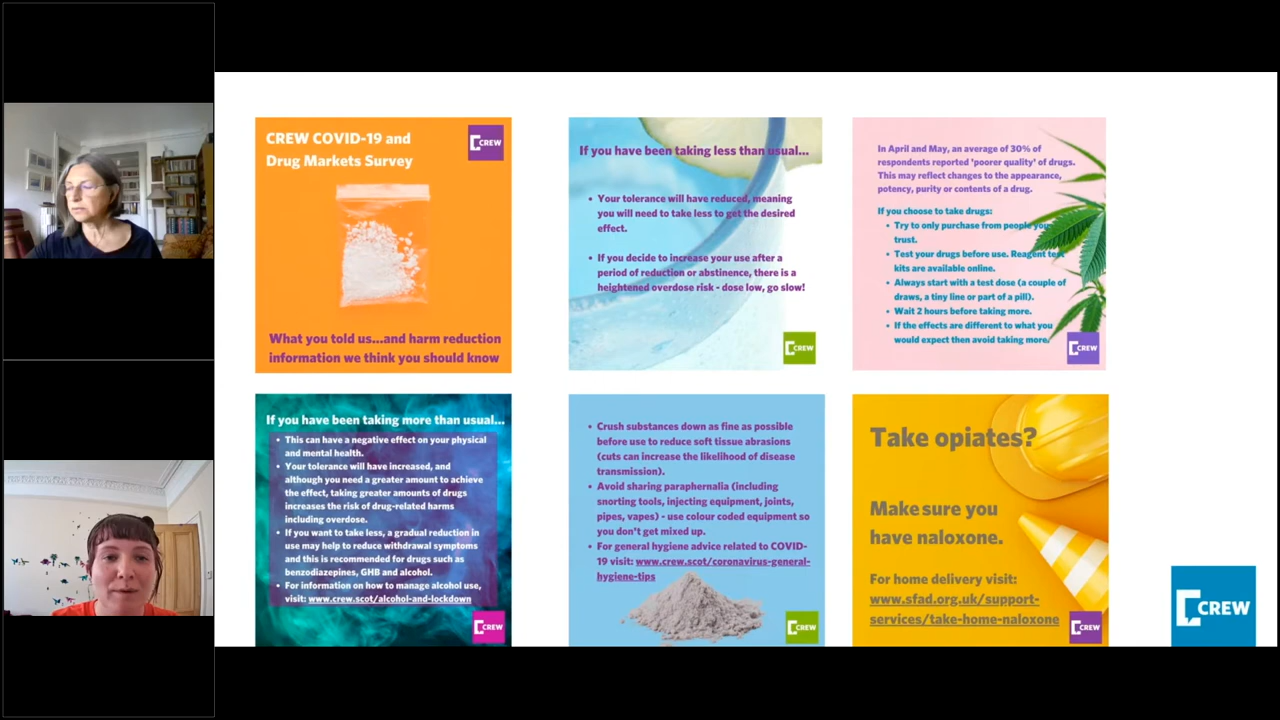 CREW COVID-19 and
Drug Markets Survey
CREW
What you told us...and harm reduction
information we think you should know
If you have been taking less than usual...
• Your tolerance will have reduced, meaning
you will need to take less to get the desired
effect.
• If you decide to increase your use after a
period of reduction or abstinence, there is a
heightened overdose risk - dose low, go slow!
CREW
In April and May, an average of 30% of
respondents reported 'poorer quality' of drugs.
This may reflect changes to the appearance,
potency, purity or contents of a drug.
If you choose to take drugs:
• Try to only purchase from people you
trust.
• Test your drugs before use. Reagent test
kits are available online.
• Always start with a test dose (a couple of
draws, a tiny line or part of a pill).
• Wait 2 hours before taking more.
• If the effects are different to what you
would expect then avoid taking more.
CREW
If you have been taking more than usual...
• This can have a negative effect on your physical
and mental health.
• Your tolerance will have increased, and
although you need a greater amount to achieve
the effect, taking greater amounts of drugs
increases the risk of drug-related harms
including overdose.
• If you want to take less, a gradual reduction in
use may help to reduce withdrawal symptoms
and this is recommended for drugs such as
benzodiazepines, GHB and alcohol.
• For information on how to manage alcohol use,
visit: www.crew.scot/alcohol-and-lockdown
CREW
• Crush substances down as fine as possible
before use to reduce soft tissue abrasions
(cuts can increase the likelihood of disease
transmission).
• Avoid sharing paraphernalia (including
snorting tools, injecting equipment, joints,
pipes, vapes) - use colour coded equipment so
you don't get mixed up.
• For general hygiene advice related to COVID-
19 visit: www.crew.scot/coronavirus-general-
hygiene-tips
CREW
Take opiates?
Make sure you
have naloxone.
For home delivery visit:
www.sfad.org.uk/support-
services/take-home-naloxone
CREW
CREW